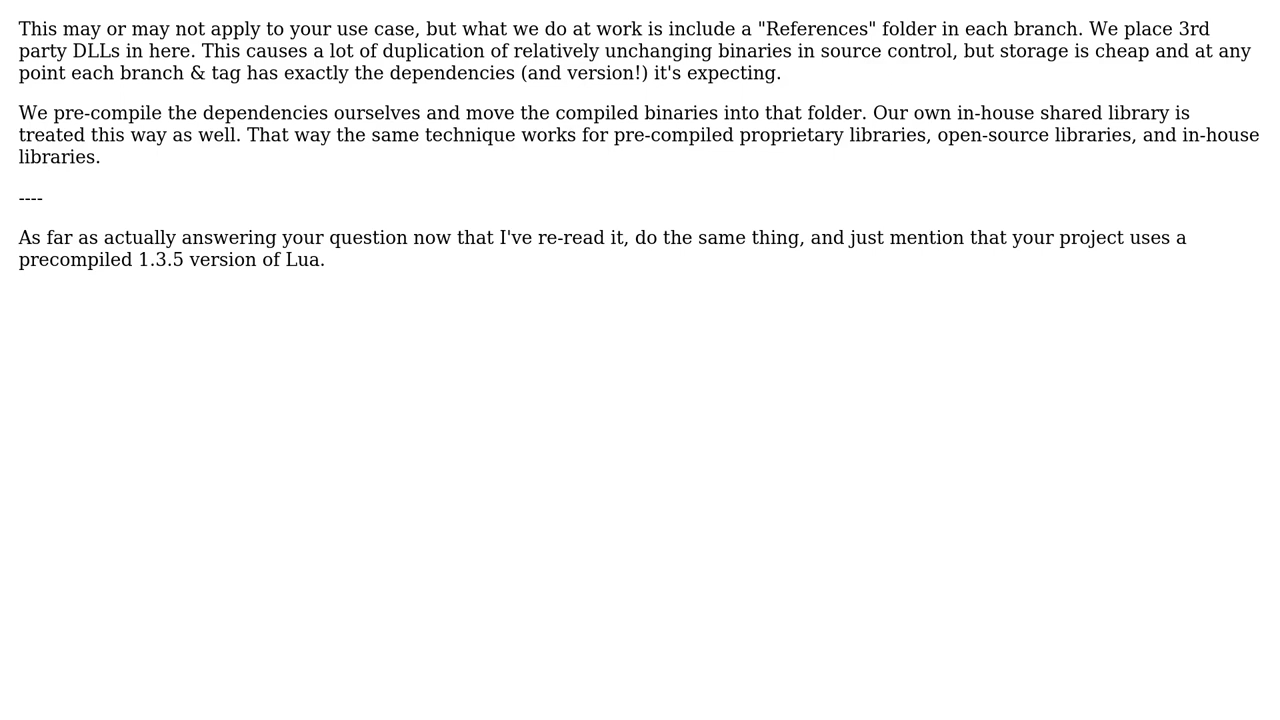 This may or may not apply to your use case, but what we do at work is include a "References" folder in each branch. We place 3rd
party DLLs in here. This causes a lot of duplication of relatively unchanging binaries in source control, but storage is cheap and at any
point each branch & tag has exactly the dependencies (and version!) it's expecting.
We pre-compile the dependencies ourselves and move the compiled binaries into that folder. Our own in-house shared library is
treated this way as well. That way the same technique works for pre-compiled proprietary libraries, open-source libraries, and in-house
libraries.
----
As far as actually answering your question now that I've re-read it, do the same thing, and just mention that your project uses a
precompiled 1.3.5 version of Lua.